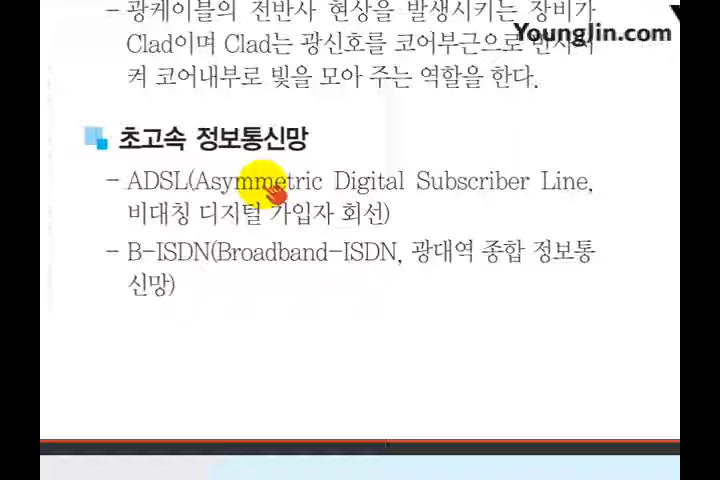 - 광케이블의 전반사 현상을 발생시키는 장비가
YoungJin.com
Clad이며 Clad는 광신호를 코어부근으로
켜 코어내부로 빛을 모아 주는 역할을 한다.
초고속 정보통신망
- ADSL(Asymmetric Digital Subscriber Line,
비대칭 디지털 가입자 회선)
- B-ISDN(Broadband-ISDN, 광대역 종합 정보통
신망)